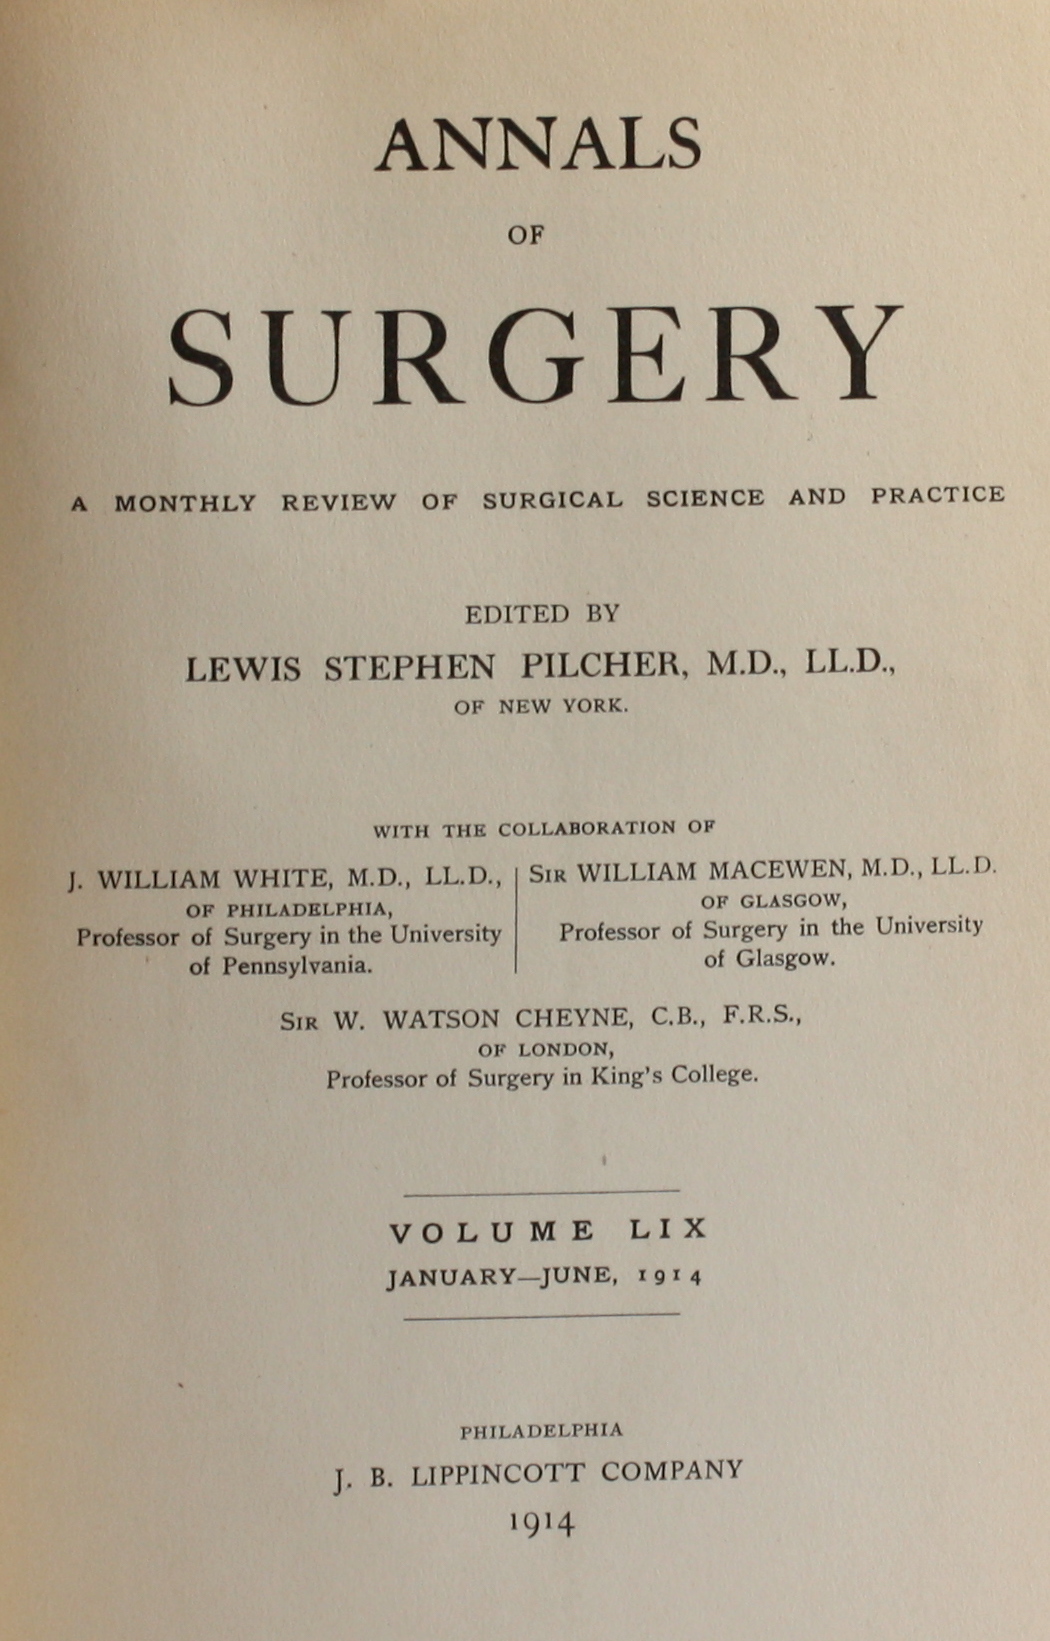 ANNALS
OF
SURGERY
A MONTHLY REVIEW OF SURGICAL SCIENCE AND PRACTICE
EDITED BY
LEWIS STEPHEN PILCHER, M.D., LL.D.,
OF NEW YORK.
WITH THE COLLABORATION OF
J. WILLIAM WHITE, M.D., LL.D.,
OF PHILADELPHIA,
Professor of Surgery in the University
of Pennsylvania.
SIR WILLIAM MACEWEN, M.D., LL.D.
OF GLASGOW,
Professor of Surgery in the University
of Glasgow.
SIR W. WATSON CHEYNE, C.B., F.R.S.,
OF LONDON,
Professor of Surgery in King's College.
VOLUME LIX
JANUARY—JUNE, 1914
PHILADELPHIA
J. B. LIPPINCOTT COMPANY
1914